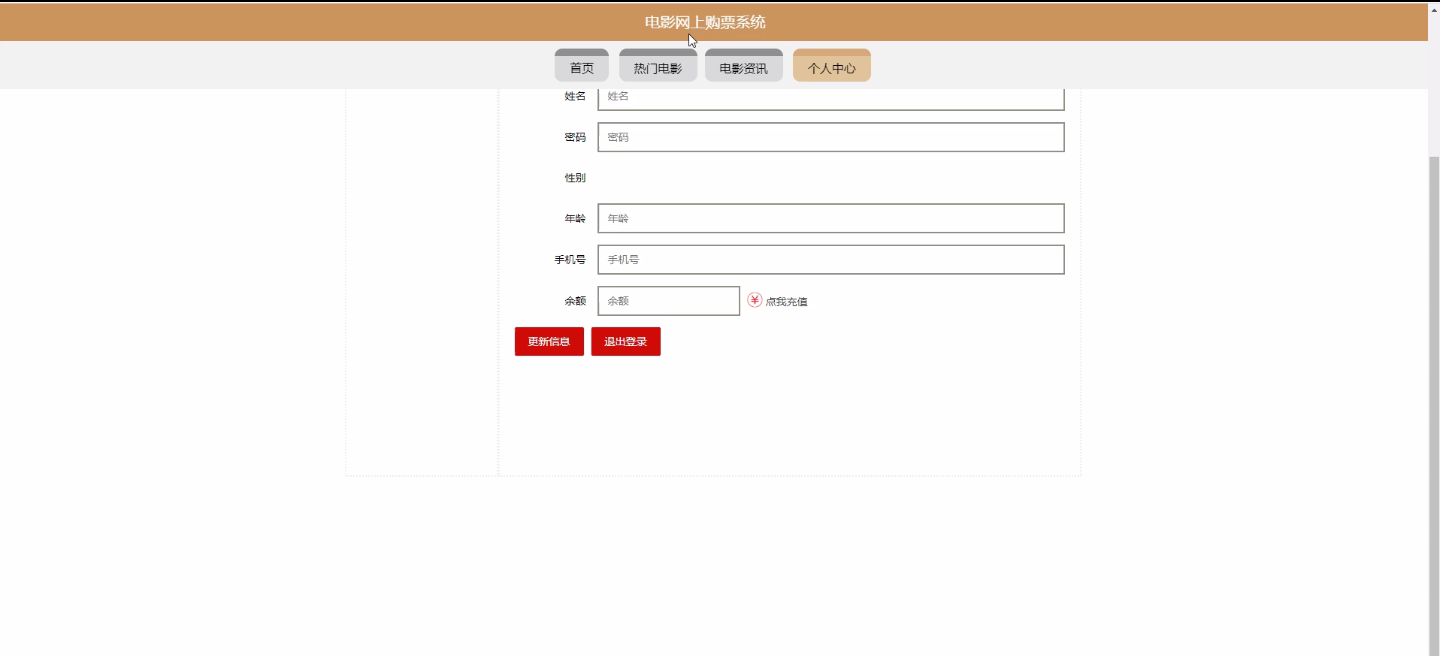 电影网上购票系统
首页 热门电影 电影资讯 个人中心
姓名 姓名
密码 密码
性别
年龄 年龄
手机号 手机号
余额 余额 ¥ 点我充值
更新信息 退出登录